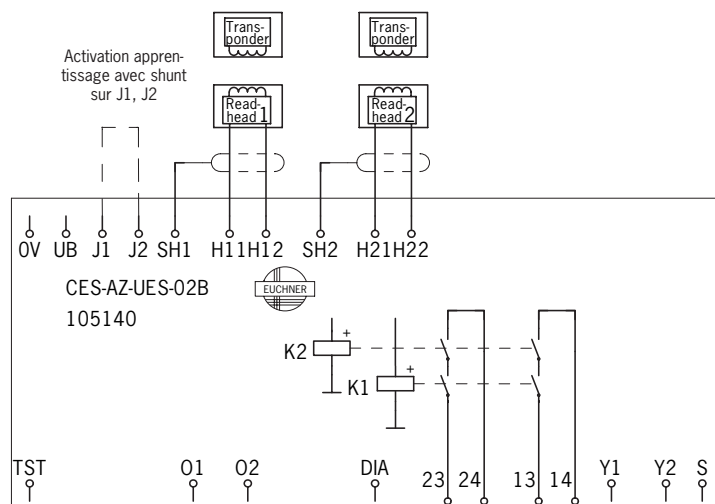 Trans-
ponder
Trans-
ponder
Activation appren-
tissage avec shunt
sur J1, J2
Read-
head 1
Read-
head 2
0V UB J1 J2 SH1 H11 H12 SH2 H21 H22
CES-AZ-UES-02B
EUCHNER
105140
K2 +
K1 +
TST O1 O2 DIA 23 24 13 14 Y1 Y2 S